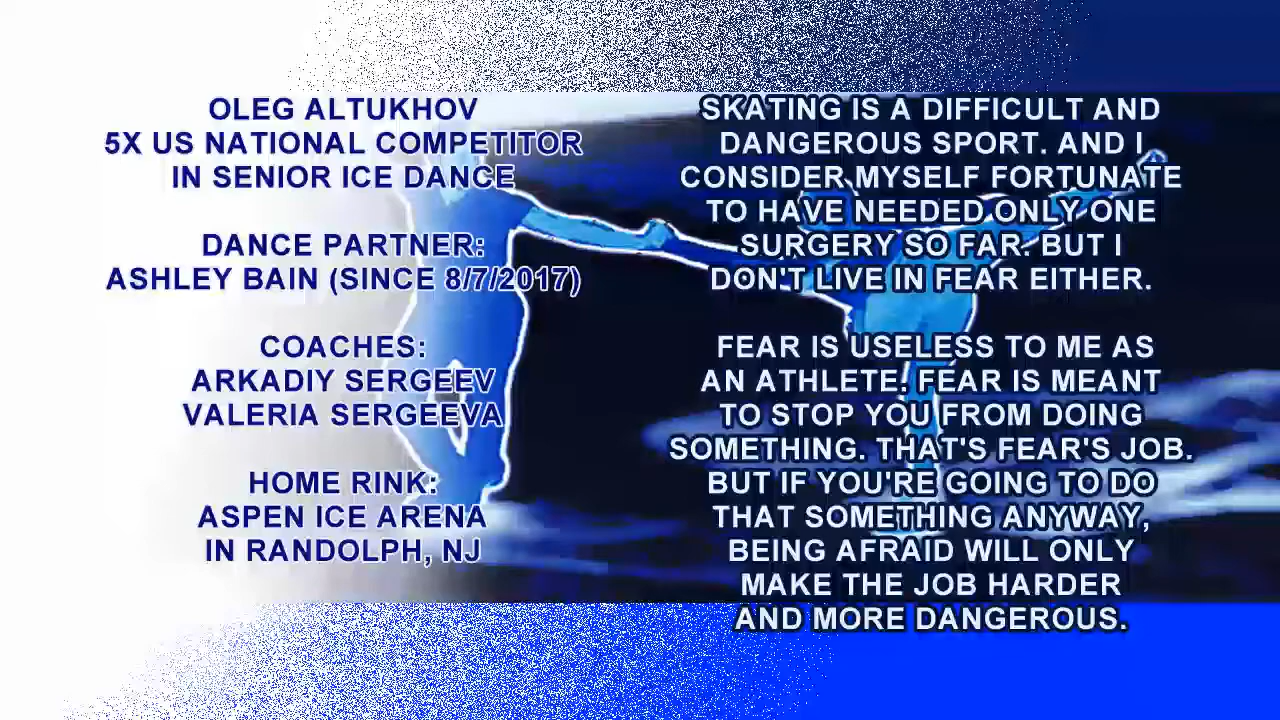 OLEG ALTUKHOV
5X US NATIONAL COMPETITOR
IN SENIOR ICE DANCE
DANCE PARTNER:
ASHLEY BAIN (SINCE 8/7/2017)
COACHES:
ARKADIY SERGEEV
VALERIA SERGEEVA
HOME RINK:
ASPEN ICE ARENA
IN RANDOLPH, NJ
SKATING IS A DIFFICULT AND
DANGEROUS SPORT. AND I
CONSIDER MYSELF FORTUNATE
TO HAVE NEEDED ONLY ONE
SURGERY SO FAR. BUT I
DON'T LIVE IN FEAR EITHER.
FEAR IS USELESS TO ME AS
AN ATHLETE. FEAR IS MEANT
TO STOP YOU FROM DOING
SOMETHING. THAT'S FEAR'S JOB.
BUT IF YOU'RE GOING TO DO
THAT SOMETHING ANYWAY,
BEING AFRAID WILL ONLY
MAKE THE JOB HARDER
AND MORE DANGEROUS.